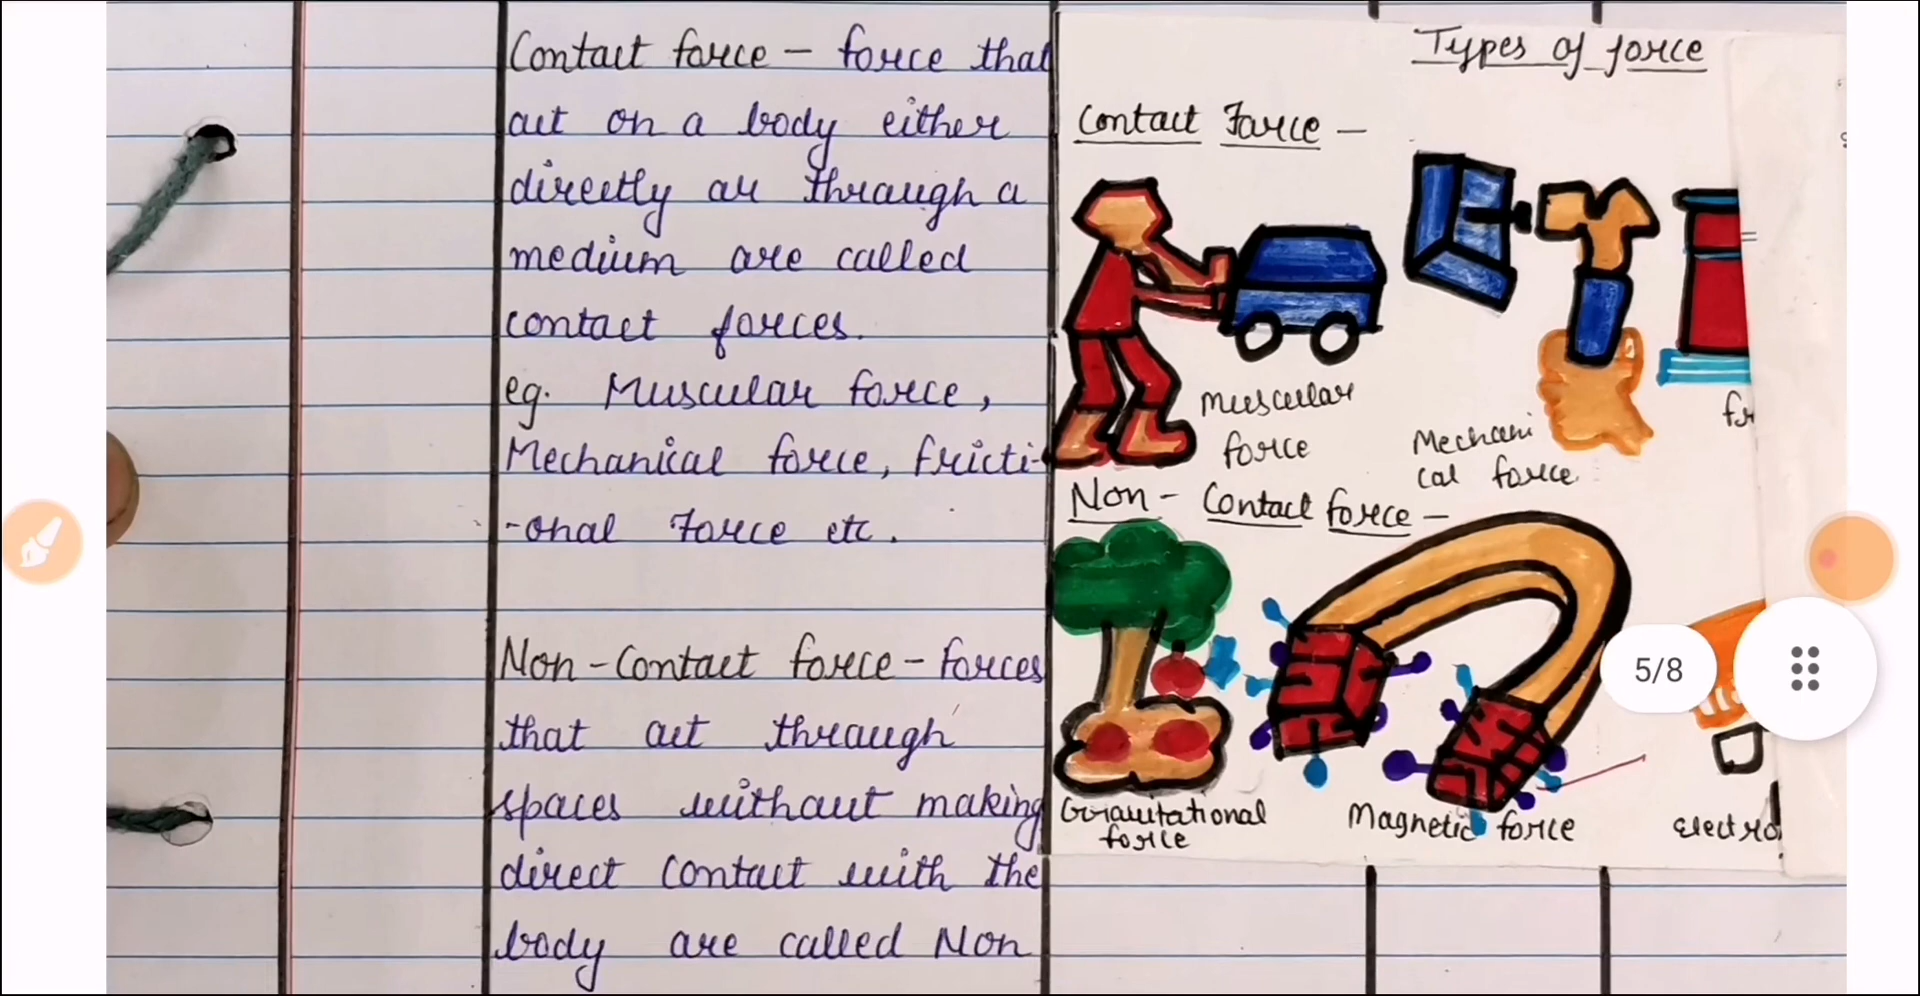 Contact force - force that
act on a body either
directly or through a
medium are called
contact forces.
eg. Muscular force,
Mechanical force, fricti-
-onal Force etc.
Non-Contact force - forces
that act through
spaces without making
direct contact with the
body are called Non
Types of force
Contact Force -
Muscular
force
Mechani
cal force
fr
Non - Contact force -
Gravitational
force
Magnetic force
Electro
5/8